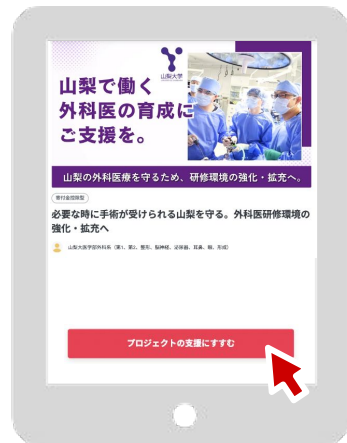 山梨大学
山梨で働く
外科医の育成に
ご支援を。
山梨の外科医療を守るため、研修環境の強化・拡充へ。
寄付金控除型
必要な時に手術が受けられる山梨を守る。外科医研修環境の
強化・拡充へ
山梨大医学部外科系（第1、第2、整形、脳神経、泌尿器、耳鼻、眼、形成）
プロジェクトの支援にすすむ